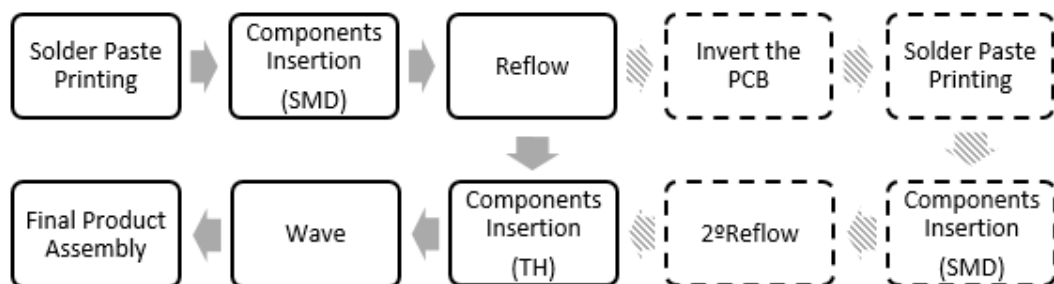 Solder Paste
Printing
Components
Insertion
(SMD)
Reflow
Invert the
PCB
Solder Paste
Printing
Final Product
Assembly
Wave
Components
Insertion
(TH)
2ºReflow
Components
Insertion
(SMD)